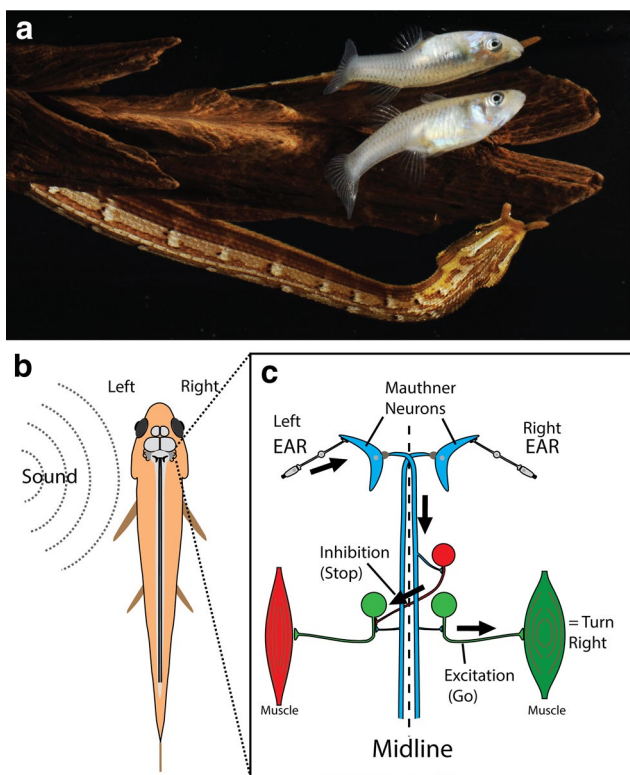 a
b
Left
Right
Sound
c
Mauthner
Neurons
Left
EAR
Right
EAR
Inhibition
(Stop)
= Turn
Right
Excitation
(Go)
Muscle
Muscle
Midline